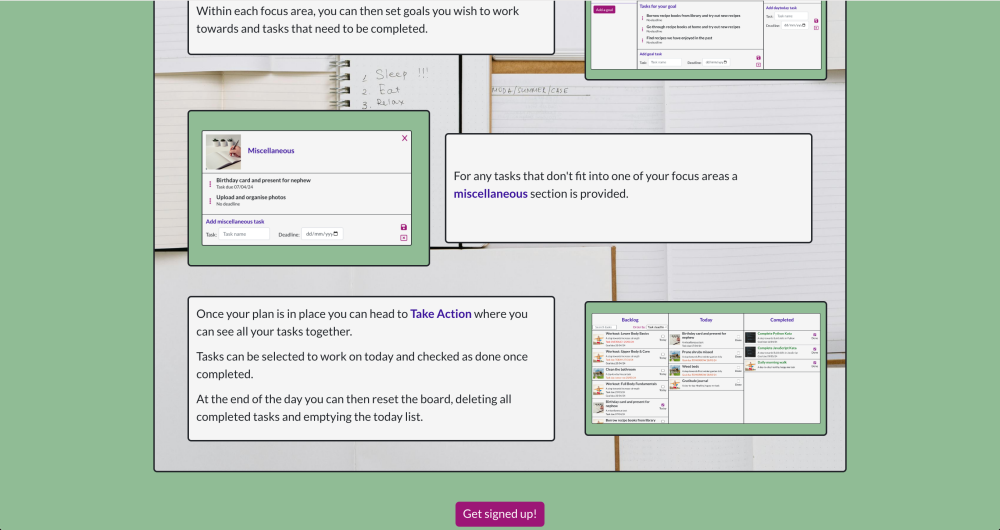 Within each focus area, you can then set goals you wish to work
towards and tasks that need to be completed.
Add a goal
Tasks for your goal
Borrow recipe books from library and try out new recipes
No deadline
Go through recipe books at home and try out new recipes
No deadline
Find recipes we have enjoyed in the past
No deadline
Add goal task
Task: Task name Deadline: dd/mm/yyyy
Add day/date task
Task: Task name
Deadline: dd/mm/yyyy
1. Sleep !!!
2. Eat
3. Relax
Miscellaneous
X
Birthday card and present for nephew
Task due 07/04/24
Upload and organise photos
No deadline
Add miscellaneous task
Task: Task name Deadline: dd/mm/yyyy
For any tasks that don't fit into one of your focus areas a
miscellaneous section is provided.
Once your plan is in place you can head to Take Action where you
can see all your tasks together.
Tasks can be selected to work on today and checked as done once
completed.
At the end of the day you can then reset the board, deleting all
completed tasks and emptying the today list.
Backlog
Workout: Lower Body Basics
Workout: Upper Body & Core
Clean the bathroom
Workout: Full Body Fundamentals
Birthday card and present for
nephew
Borrow recipe books from library
Today
Birthday card and present for
nephew
Prune shrubs mixed
Weed beds
Gratitude journal
Completed
Complete Python Kata
Complete JavaScript Kata
Daily morning walk
Get signed up!